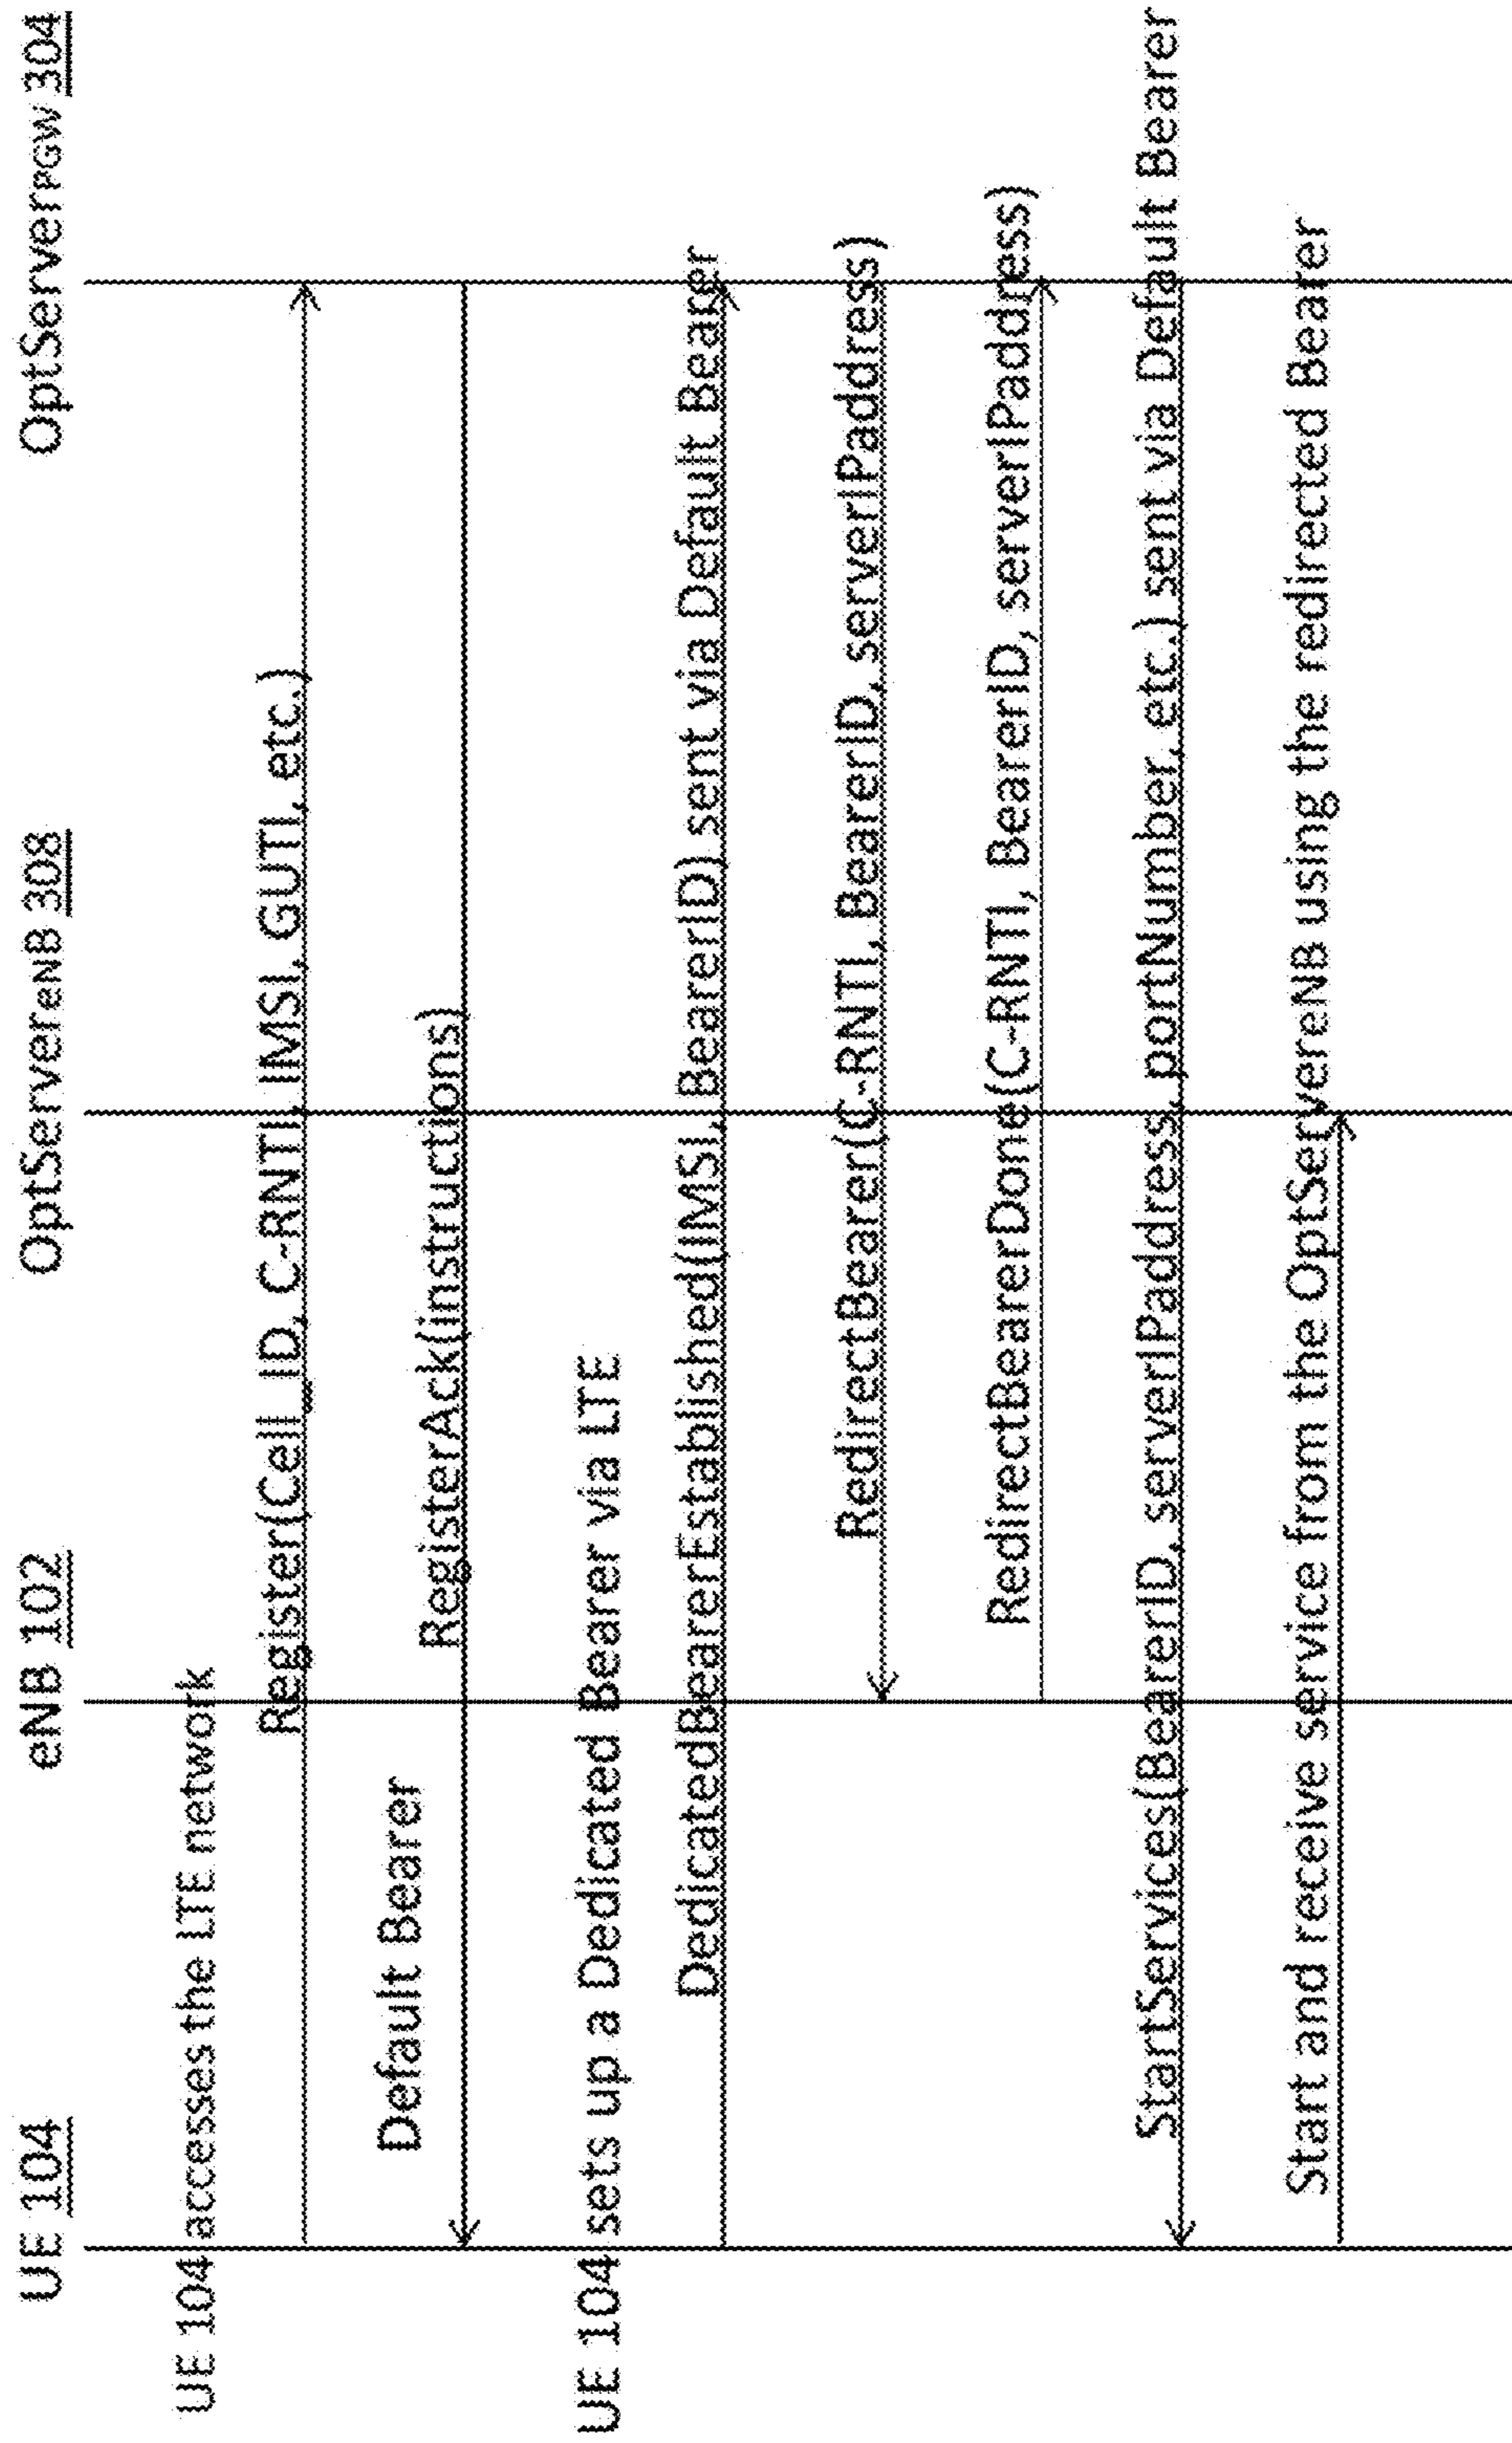 UE 104
eNB 102
OptServereNB 308
OptServerPGW 304
UE 104 accesses the LTE network
Register(Cell_ID, C-RNTI, IMSI, GUTI, etc.)
Default Bearer
RegisterAck(instructions)
UE 104 sets up a Dedicated Bearer via LTE
DedicatedBearerEstablished(IMSI, BearerID) sent via Default Bearer
RedirectBearer(C-RNTI, BearerID, serverIPaddress)
RedirectBearerDone(C-RNTI, BearerID, serverIPaddress)
StartServices(BearerID, serverIPaddress, portNumber, etc.) sent via Default Bearer
Start and receive service from the OptServereNB using the redirected Bearer